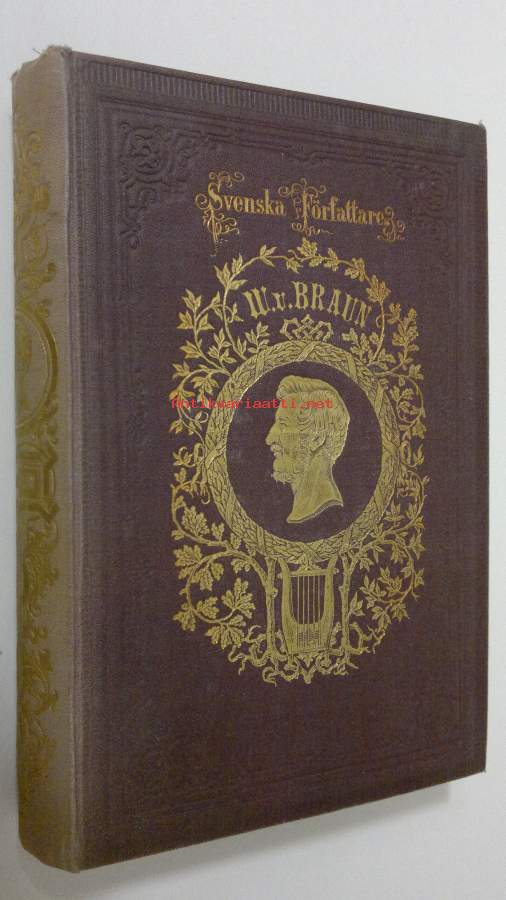 Svenska Författare
W. v. BRAUN
Antikvariaatti.net